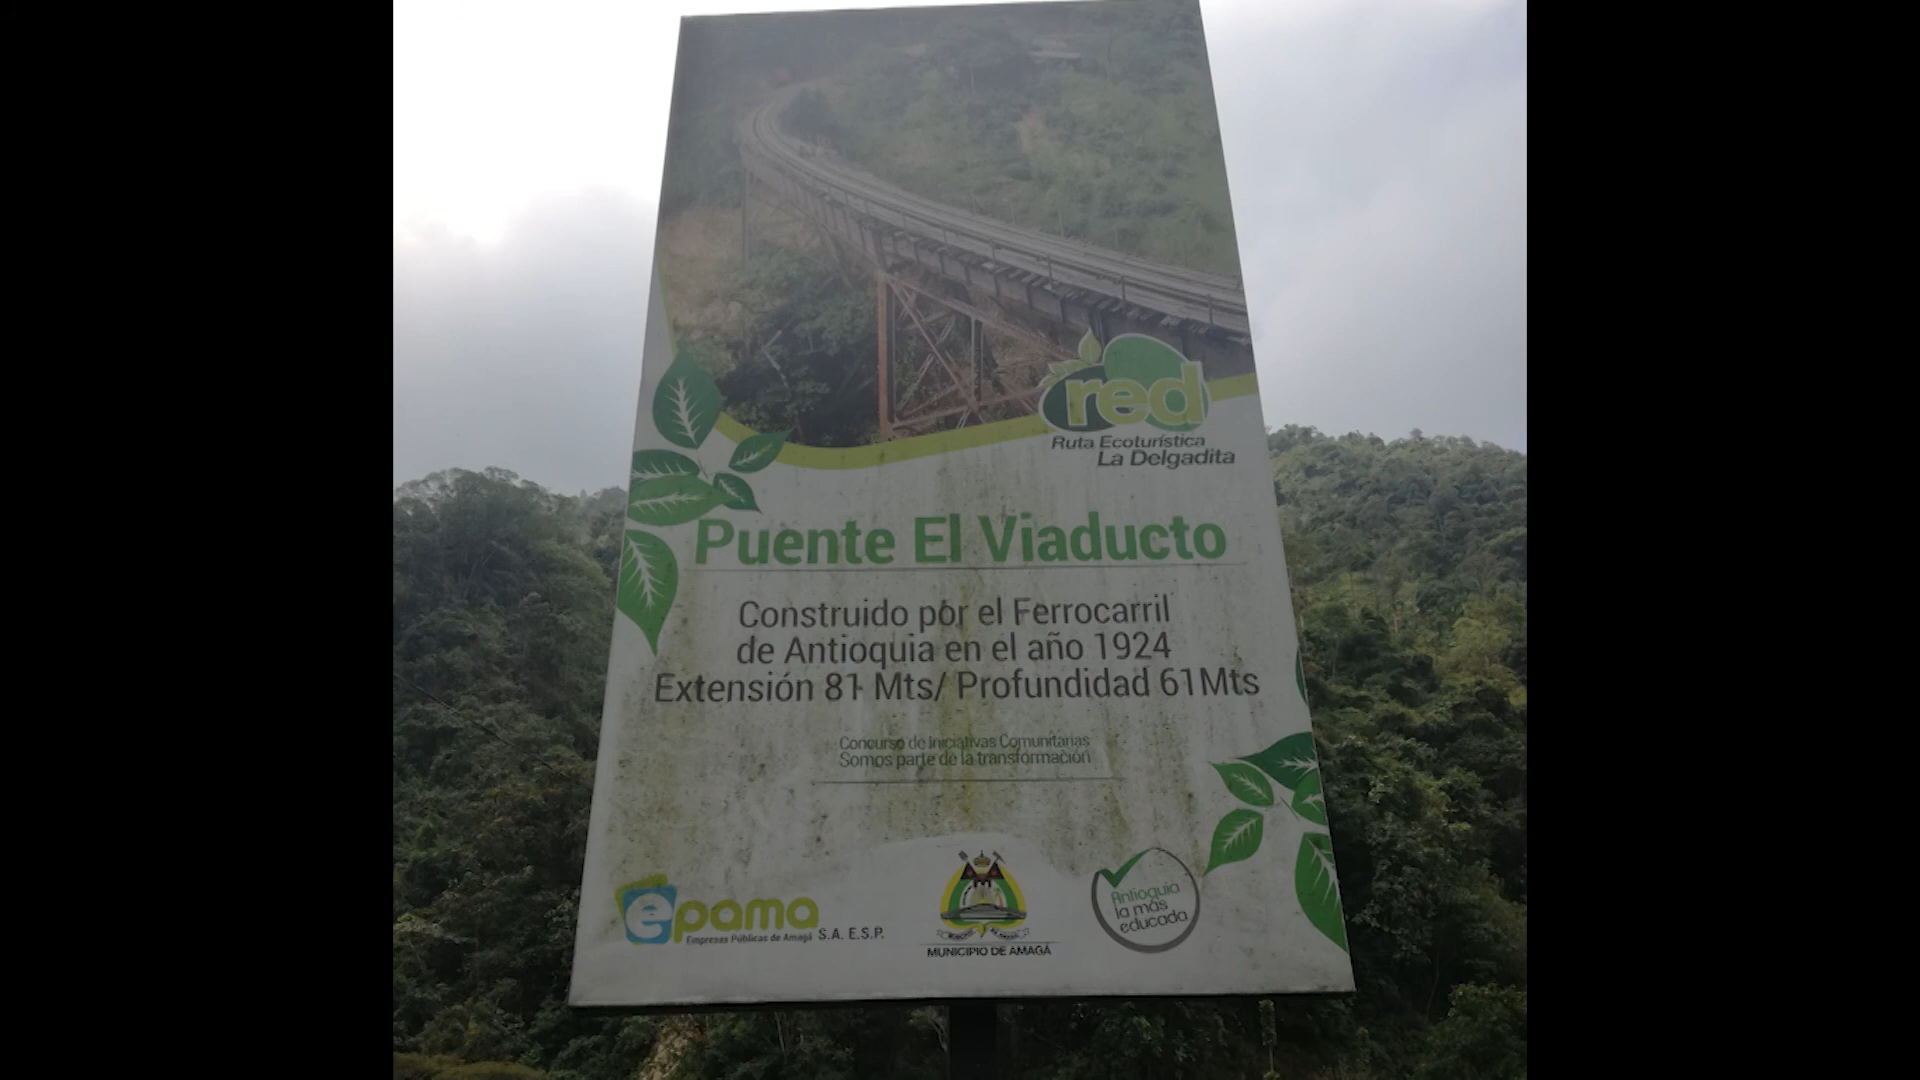 red
Ruta Ecoturística
La Delgadita
Puente El Viaducto
Construido por el Ferrocarril
de Antioquia en el año 1924
Extensión 81 Mts/ Profundidad 61Mts
Concurso de Iniciativas Comunitarias
Somos parte de la transformación
epama
Empresas Públicas de Amagá S.A. E.S.P.
MUNICIPIO DE AMAGÁ
Antioquia
la más
educada